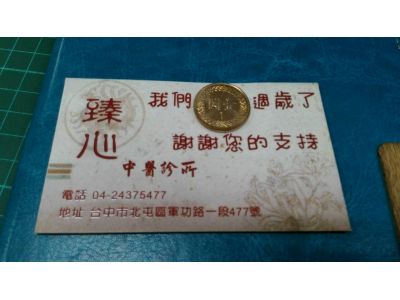 臻心
我們 週歲了
謝謝您的支持
中醫診所
電話 04-24375477
地址 台中市北屯區軍功路一段477號